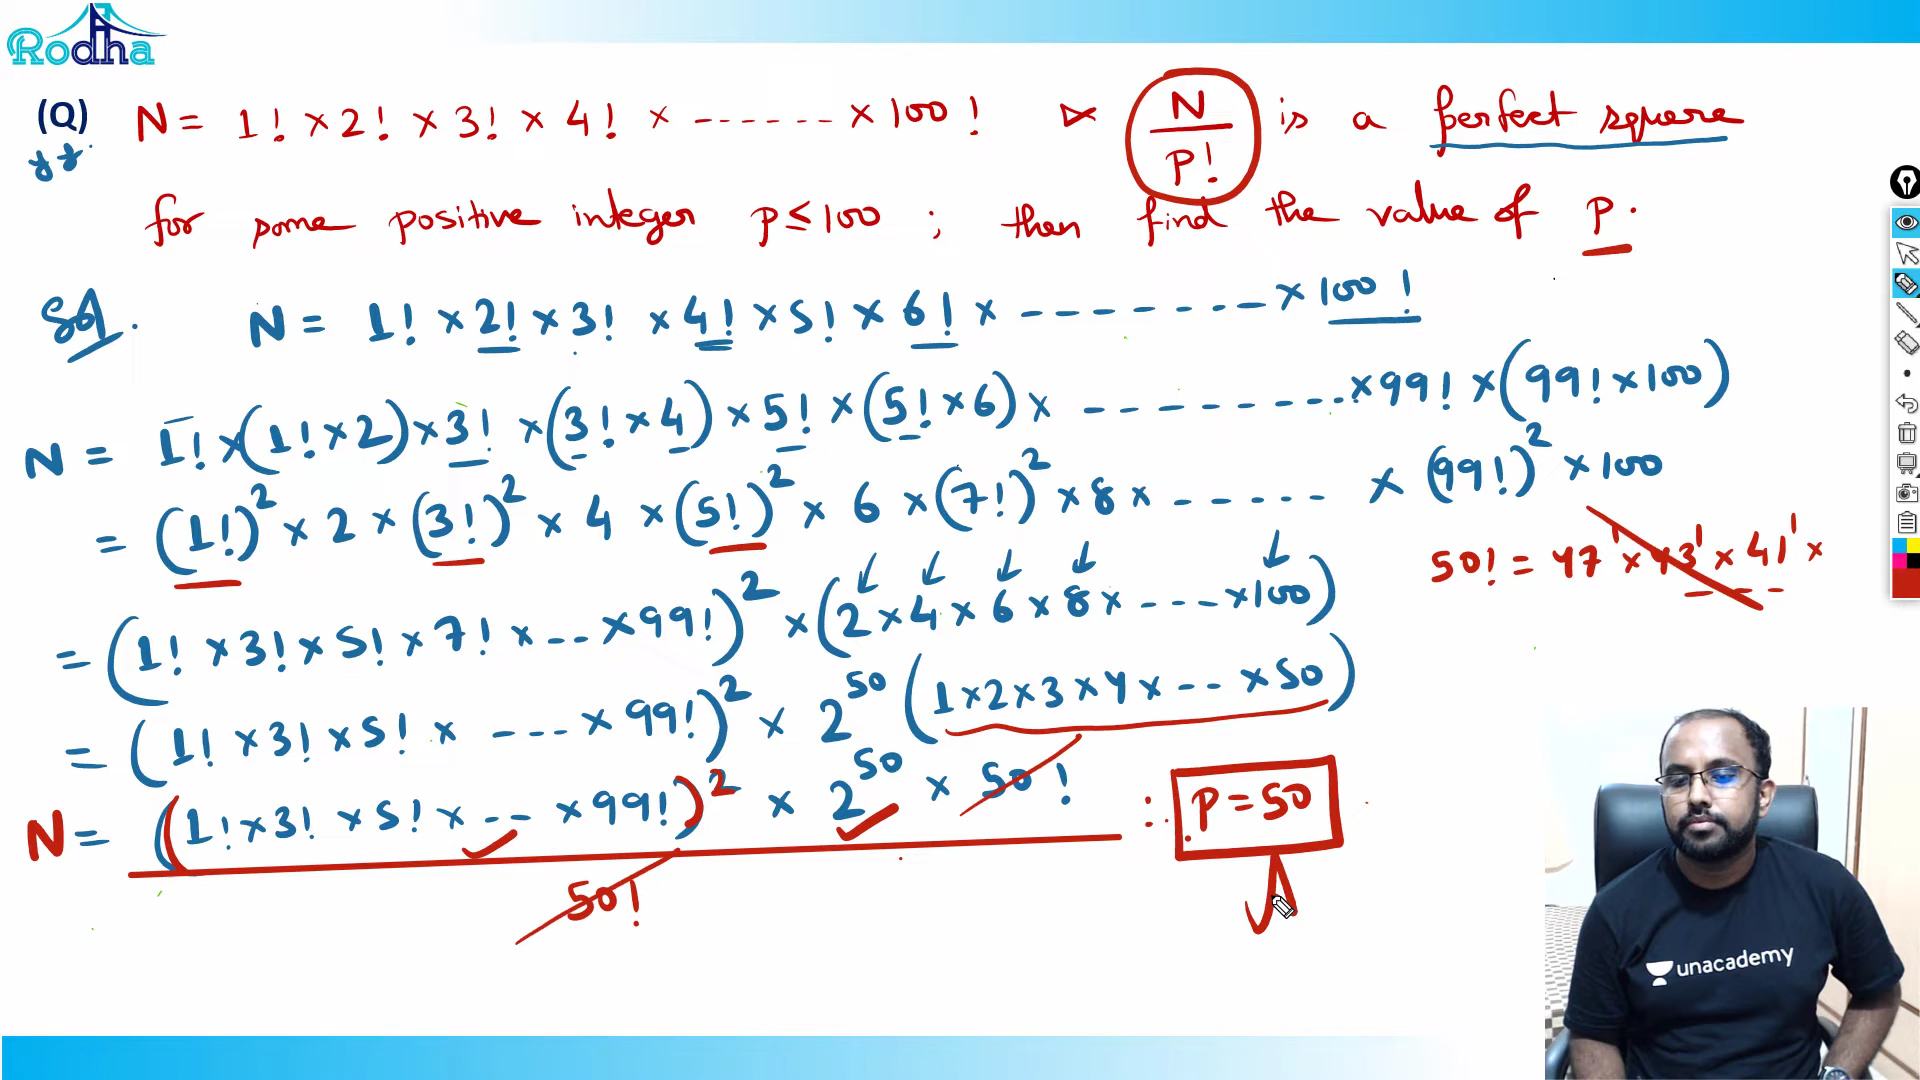 Rodha
(Q) N = 1! × 2! × 3! × 4! × ------- × 100! ⋈ N/P! is a perfect square
for some positive integer P ≤ 100 ; then find the value of P.
Sol. N = 1! × 2! × 3! × 4! × 5! × 6! × ---------- × 100!
N = 1! × (1! × 2) × 3! × (3! × 4) × 5! × (5! × 6) × --------- × 99! × (99! × 100)
= (1!)² × 2 × (3!)² × 4 × (5!)² × 6 × (7!)² × 8 × ------ × (99!)² × 100
50! = 47¹ × 43¹ × 41¹ ×
= (1! × 3! × 5! × 7! × --- × 99!)² × (2 × 4 × 6 × 8 × ---- × 100)
= (1! × 3! × 5! × ---- × 99!)² × 2⁵⁰ (1 × 2 × 3 × 4 × --- × 50)
N = (1! × 3! × 5! × -- × 99!)² × 2⁵⁰ × 50! ∴ P = 50
50!
unacademy